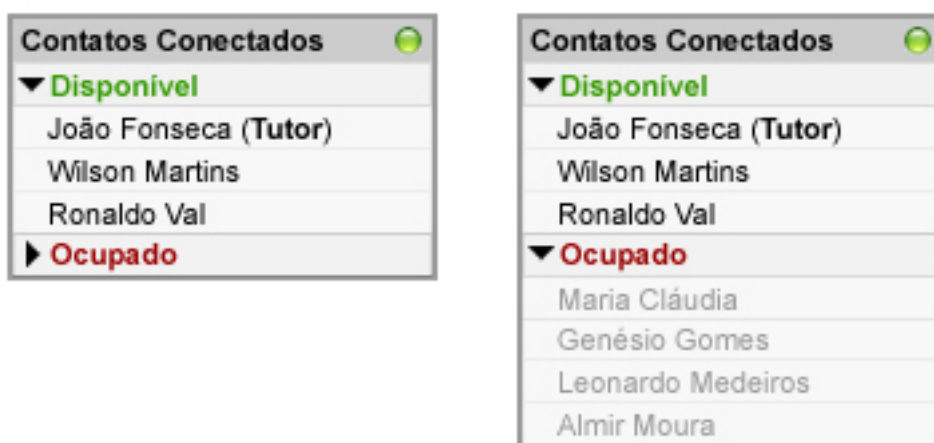 Contatos Conectados
Disponível
João Fonseca (Tutor)
Wilson Martins
Ronaldo Val
Ocupado
Contatos Conectados
Disponível
João Fonseca (Tutor)
Wilson Martins
Ronaldo Val
Ocupado
Maria Cláudia
Genésio Gomes
Leonardo Medeiros
Almir Moura